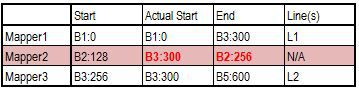 Start Actual Start End Line(s)
Mapper1 B1:0 B1:0 B3:300 L1
Mapper2 B2:128 B3:300 B2:256 N/A
Mapper3 B3:256 B3:300 B5:600 L2